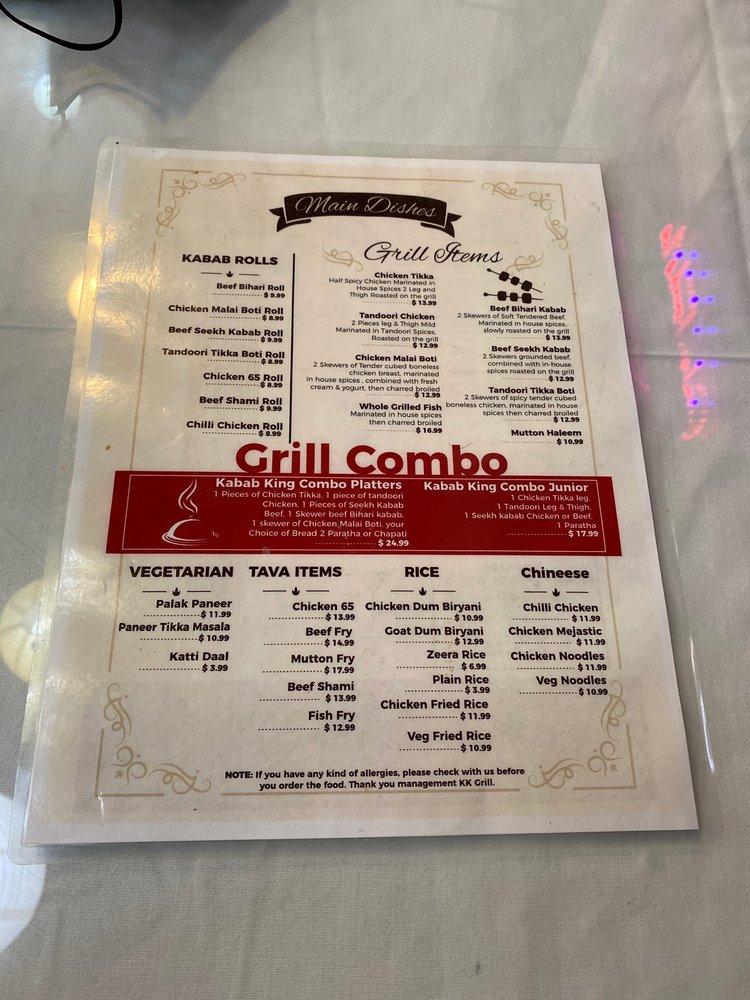 Main Dishes
KABAB ROLLS
Beef Bihari Roll
$ 9.99
Chicken Malai Boti Roll
$ 8.99
Beef Seekh Kabab Roll
$ 9.99
Tandoori Tikka Boti Roll
$ 8.99
Chicken 65 Roll
$ 8.99
Beef Shami Roll
$ 9.99
Chilli Chicken Roll
$ 8.99
Grill Items
Chicken Tikka
Half Spicy Chicken Marinated in
House Spices 2 Leg and
Thigh Roasted on the grill
$ 13.99
Tandoori Chicken
2 Pieces leg & Thigh Mild
Marinated in Tandoori Spices,
Roasted on the grill
$ 12.99
Chicken Malai Boti
2 Skewers of Tender cubed boneless
chicken breast, marinated
in house spices , combined with fresh
cream & yogurt, then charred broiled
$ 12.99
Whole Grilled Fish
Marinated in house spices
then charred broiled
$ 16.99
Beef Bihari Kabab
2 Skewers of Soft Tendered Beef,
Marinated in house spices,
slowly roasted on the grill
$ 13.99
Beef Seekh Kabab
2 Skewers grounded beef,
combined with in-house
spices roasted on the grill
$ 12.99
Tandoori Tikka Boti
2 Skewers of spicy tender cubed
boneless chicken, marinated in house
spices then charred broiled
$ 12.99
Mutton Haleem
$ 10.99
Grill Combo
Kabab King Combo Platters
1 Pieces of Chicken Tikka, 1 piece of tandoori
Chicken, 1 Pieces of Seekh Kabab
Beef, 1 Skewer beef Bihari kabab,
1 skewer of Chicken Malai Boti, your
Choice of Bread 2 Paratha or Chapati
$ 24.99
Kabab King Combo Junior
1 Chicken Tikka leg,
1 Tandoori Leg & Thigh,
1 Seekh kabab Chicken or Beef,
1 Paratha
$ 17.99
VEGETARIAN
Palak Paneer
$ 11.99
Paneer Tikka Masala
$ 10.99
Katti Daal
$ 3.99
TAVA ITEMS
Chicken 65
$ 13.99
Beef Fry
$ 14.99
Mutton Fry
$ 17.99
Beef Shami
$ 13.99
Fish Fry
$ 12.99
RICE
Chicken Dum Biryani
$ 10.99
Goat Dum Biryani
$ 12.99
Zeera Rice
$ 6.99
Plain Rice
$ 3.99
Chicken Fried Rice
$ 11.99
Veg Fried Rice
$ 10.99
Chineese
Chilli Chicken
$ 11.99
Chicken Mejastic
$ 11.99
Chicken Noodles
$ 11.99
Veg Noodles
$ 10.99
NOTE: If you have any kind of allergies, please check with us before
you order the food. Thank you management KK Grill.